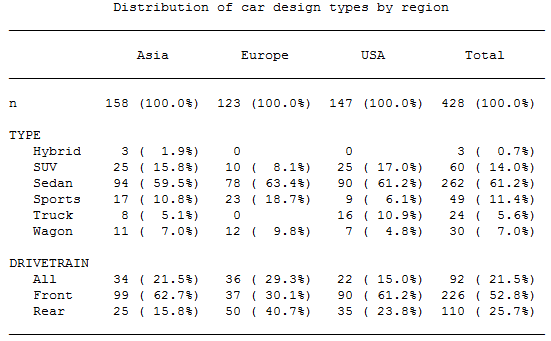 Distribution of car design types by region
Asia Europe USA Total
n 158 (100.0%) 123 (100.0%) 147 (100.0%) 428 (100.0%)
TYPE
Hybrid 3 ( 1.9%) 0 0 3 ( 0.7%)
SUV 25 ( 15.8%) 10 ( 8.1%) 25 ( 17.0%) 60 ( 14.0%)
Sedan 94 ( 59.5%) 78 ( 63.4%) 90 ( 61.2%) 262 ( 61.2%)
Sports 17 ( 10.8%) 23 ( 18.7%) 9 ( 6.1%) 49 ( 11.4%)
Truck 8 ( 5.1%) 0 16 ( 10.9%) 24 ( 5.6%)
Wagon 11 ( 7.0%) 12 ( 9.8%) 7 ( 4.8%) 30 ( 7.0%)
DRIVETRAIN
All 34 ( 21.5%) 36 ( 29.3%) 22 ( 15.0%) 92 ( 21.5%)
Front 99 ( 62.7%) 37 ( 30.1%) 90 ( 61.2%) 226 ( 52.8%)
Rear 25 ( 15.8%) 50 ( 40.7%) 35 ( 23.8%) 110 ( 25.7%)